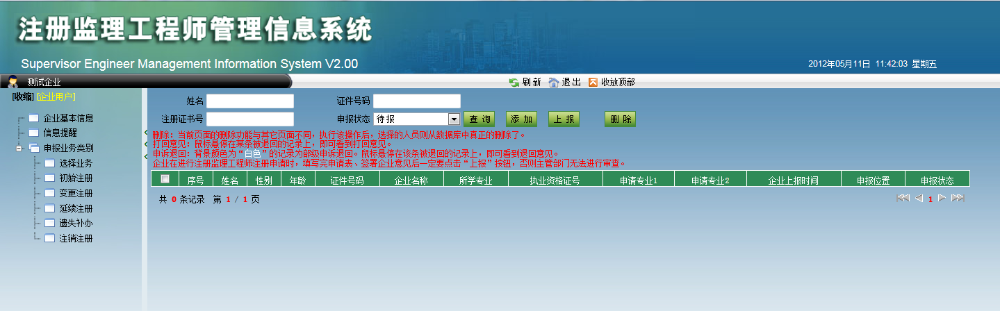 注册监理工程师管理信息系统
Supervisor Engineer Management Information System V2.00
2012年05月11日 11:42:03 星期五
测试企业
刷新 退出 收放顶部
[收缩] [企业用户]
企业基本信息
信息提醒
申报业务类别
选择业务
初始注册
变更注册
延续注册
遗失补办
注销注册
姓名 证件号码
注册证书号 申报状态 待报 查询 添加 上报 删除
删除：当前页面的删除功能与其它页面不同，执行该操作后，选择的人员则从数据库中真正的删除了。
打回意见：鼠标悬停在某条被退回的记录上，即可看到打回意见。
申诉退回：背景颜色为“白色”的记录为部级申诉退回。鼠标悬停在该条被退回的记录上，即可看到退回意见。
企业在进行注册监理工程师注册申请时，填写完申请表、签署企业意见后一定要点击“上报”按钮，否则主管部门无法进行审查。
序号 姓名 性别 年龄 证件号码 企业名称 所学专业 执业资格证号 申请专业1 申请专业2 企业上报时间 申报位置 申报状态
共 0 条记录 第 1 / 1 页 1